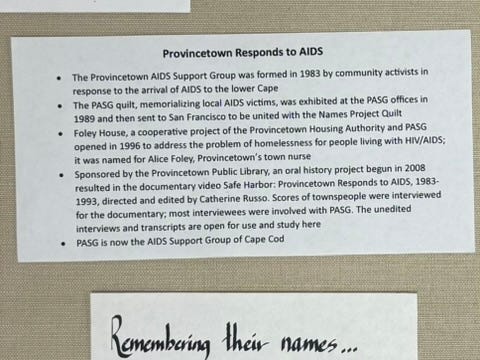 Provincetown Responds to AIDS
• The Provincetown AIDS Support Group was formed in 1983 by community activists in
response to the arrival of AIDS to the lower Cape
• The PASG quilt, memorializing local AIDS victims, was exhibited at the PASG offices in
1989 and then sent to San Francisco to be united with the Names Project Quilt
• Foley House, a cooperative project of the Provincetown Housing Authority and PASG
opened in 1996 to address the problem of homelessness for people living with HIV/AIDS;
it was named for Alice Foley, Provincetown's town nurse
• Sponsored by the Provincetown Public Library, an oral history project begun in 2008
resulted in the documentary video Safe Harbor: Provincetown Responds to AIDS, 1983-
1993, directed and edited by Catherine Russo. Scores of townspeople were interviewed
for the documentary; most interviewees were involved with PASG. The unedited
interviews and transcripts are open for use and study here
• PASG is now the AIDS Support Group of Cape Cod
Remembering their names...